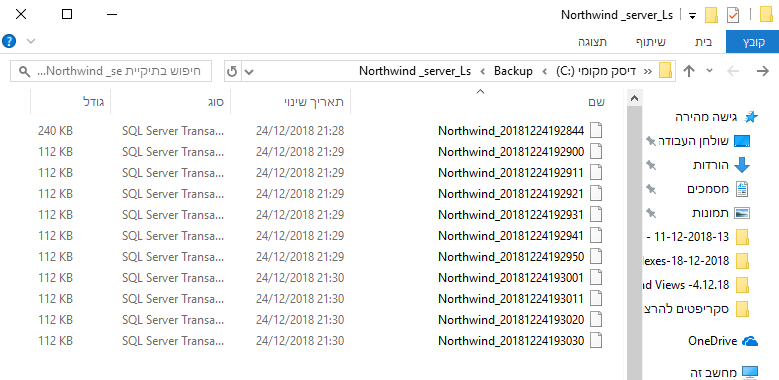 Northwind _server_Ls
קובץ בית שיתוף תצוגה
» דיסק מקומי (C:) Backup Northwind _server_Ls
חיפוש בתיקיית Northwind _se...
שם תאריך שינוי סוג גודל
Northwind_20181224192844 24/12/2018 21:28 SQL Server Transa... 240 KB
Northwind_20181224192900 24/12/2018 21:29 SQL Server Transa... 112 KB
Northwind_20181224192911 24/12/2018 21:29 SQL Server Transa... 112 KB
Northwind_20181224192921 24/12/2018 21:29 SQL Server Transa... 112 KB
Northwind_20181224192931 24/12/2018 21:29 SQL Server Transa... 112 KB
Northwind_20181224192941 24/12/2018 21:29 SQL Server Transa... 112 KB
Northwind_20181224192950 24/12/2018 21:29 SQL Server Transa... 112 KB
Northwind_20181224193001 24/12/2018 21:30 SQL Server Transa... 112 KB
Northwind_20181224193011 24/12/2018 21:30 SQL Server Transa... 112 KB
Northwind_20181224193020 24/12/2018 21:30 SQL Server Transa... 112 KB
Northwind_20181224193030 24/12/2018 21:30 SQL Server Transa... 112 KB
גישה מהירה
שולחן העבודה
הורדות
מסמכים
תמונות
- 11-12-2018-13
lexes-18-12-2018
nd Views -4.12.18
סקריפטים להרצ
OneDrive
מחשב זה